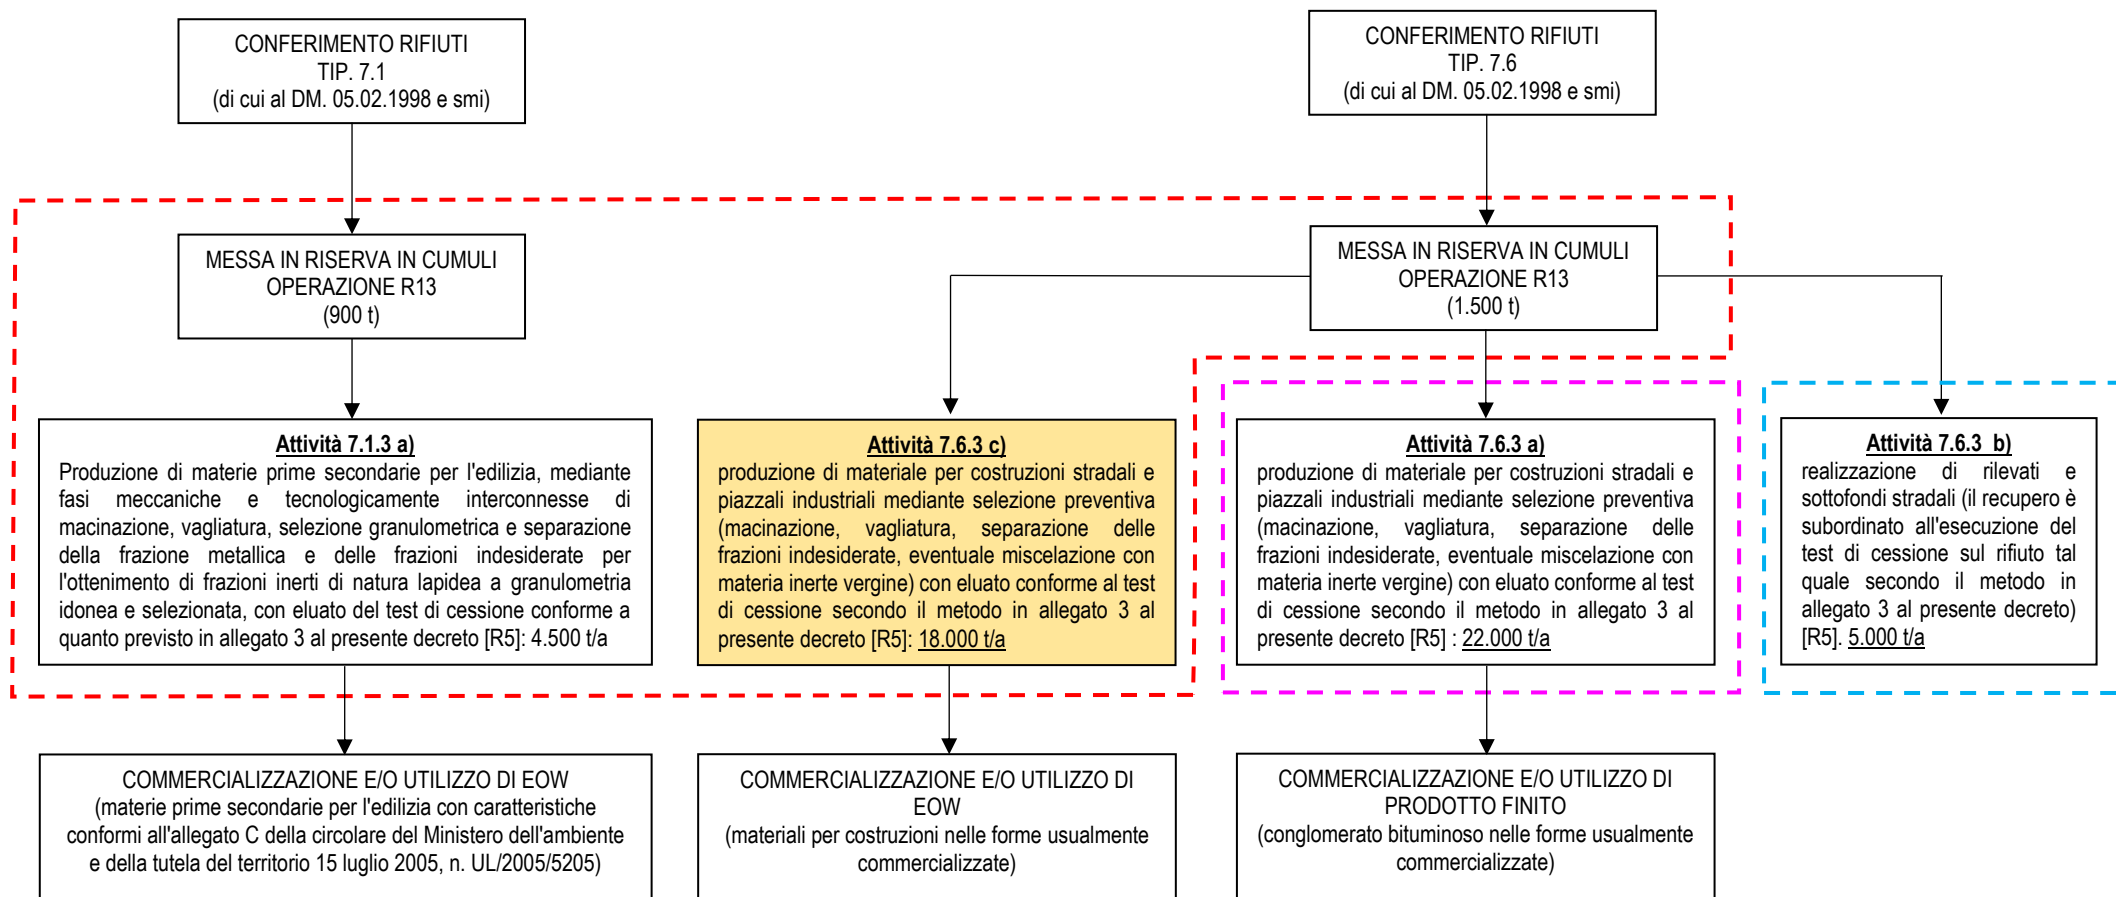 CONFERIMENTO RIFIUTI
TIP. 7.1
(di cui al DM. 05.02.1998 e smi)
CONFERIMENTO RIFIUTI
TIP. 7.6
(di cui al DM. 05.02.1998 e smi)
MESSA IN RISERVA IN CUMULI
OPERAZIONE R13
(900 t)
MESSA IN RISERVA IN CUMULI
OPERAZIONE R13
(1.500 t)
Attività 7.1.3 a)
Produzione di materie prime secondarie per l'edilizia, mediante
fasi meccaniche e tecnologicamente interconnesse di
macinazione, vagliatura, selezione granulometrica e separazione
della frazione metallica e delle frazioni indesiderate per
l'ottenimento di frazioni inerti di natura lapidea a granulometria
idonea e selezionata, con eluato del test di cessione conforme a
quanto previsto in allegato 3 al presente decreto [R5]: 4.500 t/a
Attività 7.6.3 c)
produzione di materiale per costruzioni stradali e
piazzali industriali mediante selezione preventiva
(macinazione, vagliatura, separazione delle
frazioni indesiderate, eventuale miscelazione con
materia inerte vergine) con eluato conforme al test
di cessione secondo il metodo in allegato 3 al
presente decreto [R5]: 18.000 t/a
Attività 7.6.3 a)
produzione di materiale per costruzioni stradali e
piazzali industriali mediante selezione preventiva
(macinazione, vagliatura, separazione delle
frazioni indesiderate, eventuale miscelazione con
materia inerte vergine) con eluato conforme al test
di cessione secondo il metodo in allegato 3 al
presente decreto [R5] : 22.000 t/a
Attività 7.6.3 b)
realizzazione di rilevati e
sottofondi stradali (il recupero è
subordinato all'esecuzione del
test di cessione sul rifiuto tal
quale secondo il metodo in
allegato 3 al presente decreto)
[R5]. 5.000 t/a
COMMERCIALIZZAZIONE E/O UTILIZZO DI EOW
(materie prime secondarie per l'edilizia con caratteristiche
conformi all'allegato C della circolare del Ministero dell'ambiente
e della tutela del territorio 15 luglio 2005, n. UL/2005/5205)
COMMERCIALIZZAZIONE E/O UTILIZZO DI
EOW
(materiali per costruzioni nelle forme usualmente
commercializzate)
COMMERCIALIZZAZIONE E/O UTILIZZO DI
PRODOTTO FINITO
(conglomerato bituminoso nelle forme usualmente
commercializzate)